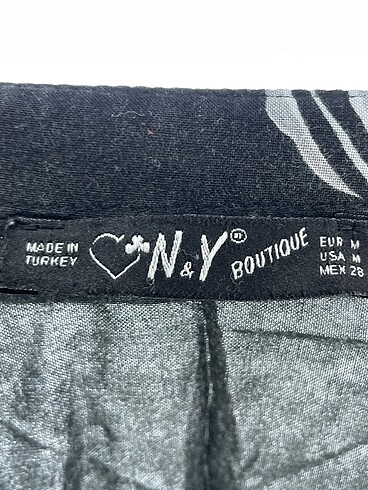 MADE IN
TURKEY
N&Y® BOUTIQUE
EUR M
USA M
MEX 28